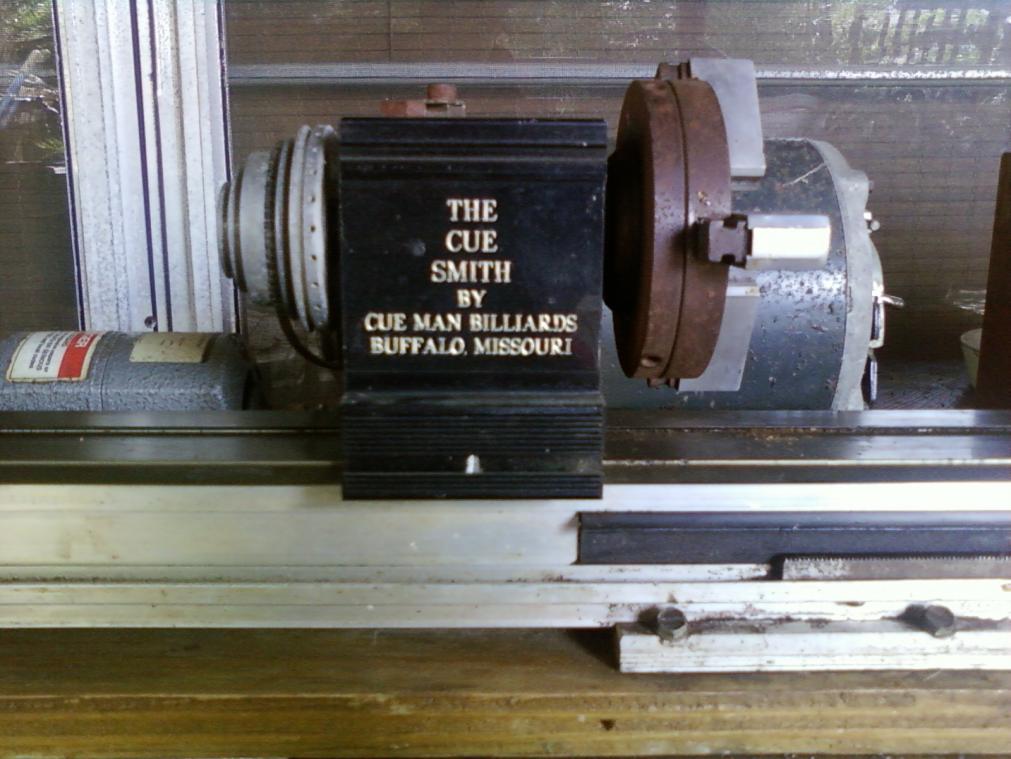 THE
CUE
SMITH
BY
CUE MAN BILLIARDS
BUFFALO, MISSOURI